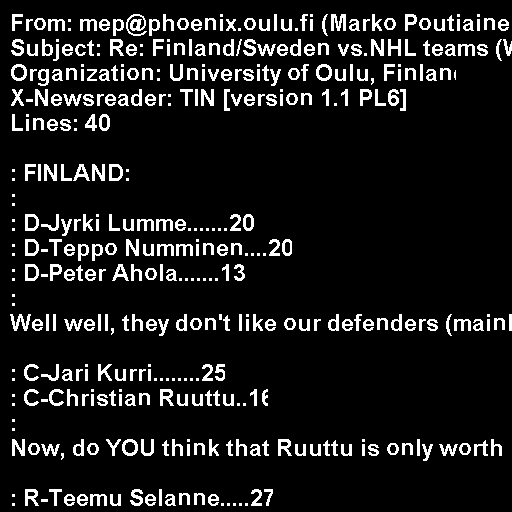 From: mep@phoenix.oulu.fi (Marko Poutiaine
Subject: Re: Finland/Sweden vs.NHL teams (W
Organization: University of Oulu, Finland
X-Newsreader: TIN [version 1.1 PL6]
Lines: 40

: FINLAND:
:
: D-Jyrki Lumme.......20
: D-Teppo Numminen....20
: D-Peter Ahola.......13
:
Well well, they don't like our defenders (mainl

: C-Jari Kurri........25
: C-Christian Ruuttu..16
:
Now, do YOU think that Ruuttu is only worth

: R-Teemu Selanne.....27